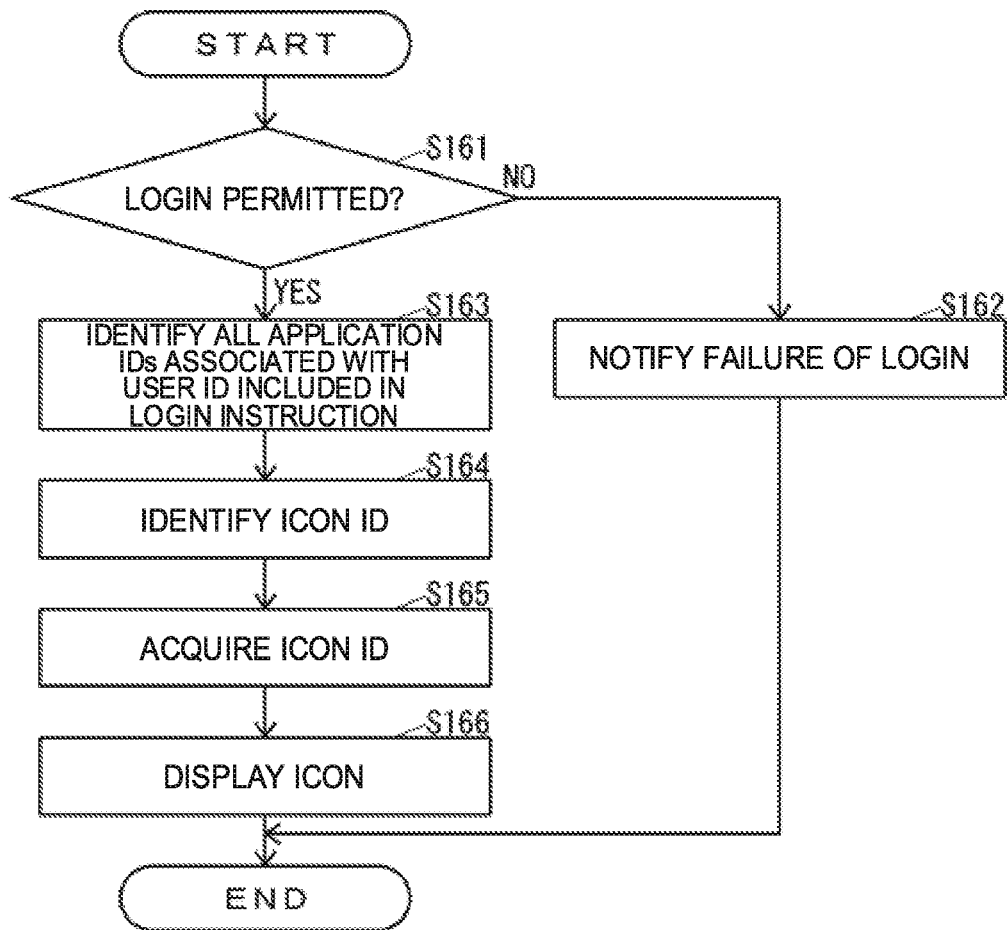 START
S161
LOGIN PERMITTED?
NO
YES
S163
IDENTIFY ALL APPLICATION
IDs ASSOCIATED WITH
USER ID INCLUDED IN
LOGIN INSTRUCTION
S162
NOTIFY FAILURE OF LOGIN
S164
IDENTIFY ICON ID
S165
ACQUIRE ICON ID
S166
DISPLAY ICON
END